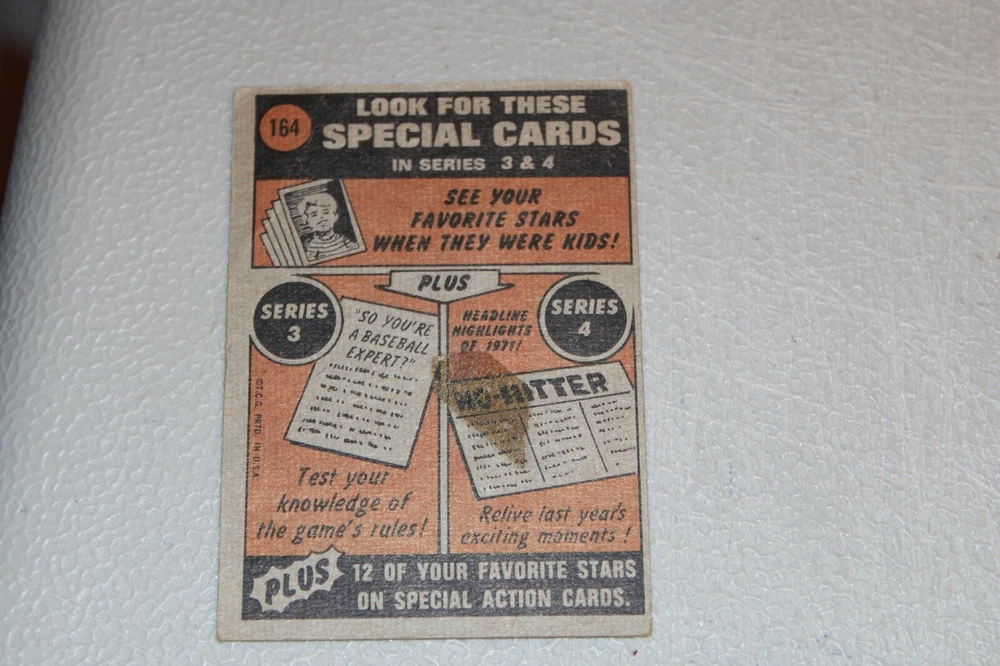 164
LOOK FOR THESE
SPECIAL CARDS
IN SERIES 3 & 4
SEE YOUR
FAVORITE STARS
WHEN THEY WERE KIDS!
PLUS
SERIES
3
"SO YOU'RE
A BASEBALL
EXPERT?"
HEADLINE
HIGHLIGHTS
OF 1971!
SERIES
4
NO-HITTER
©T.C.G. PRTD. IN U.S.A.
Test your
knowledge of
the game's rules!
Relive last year's
exciting moments!
PLUS
12 OF YOUR FAVORITE STARS
ON SPECIAL ACTION CARDS.